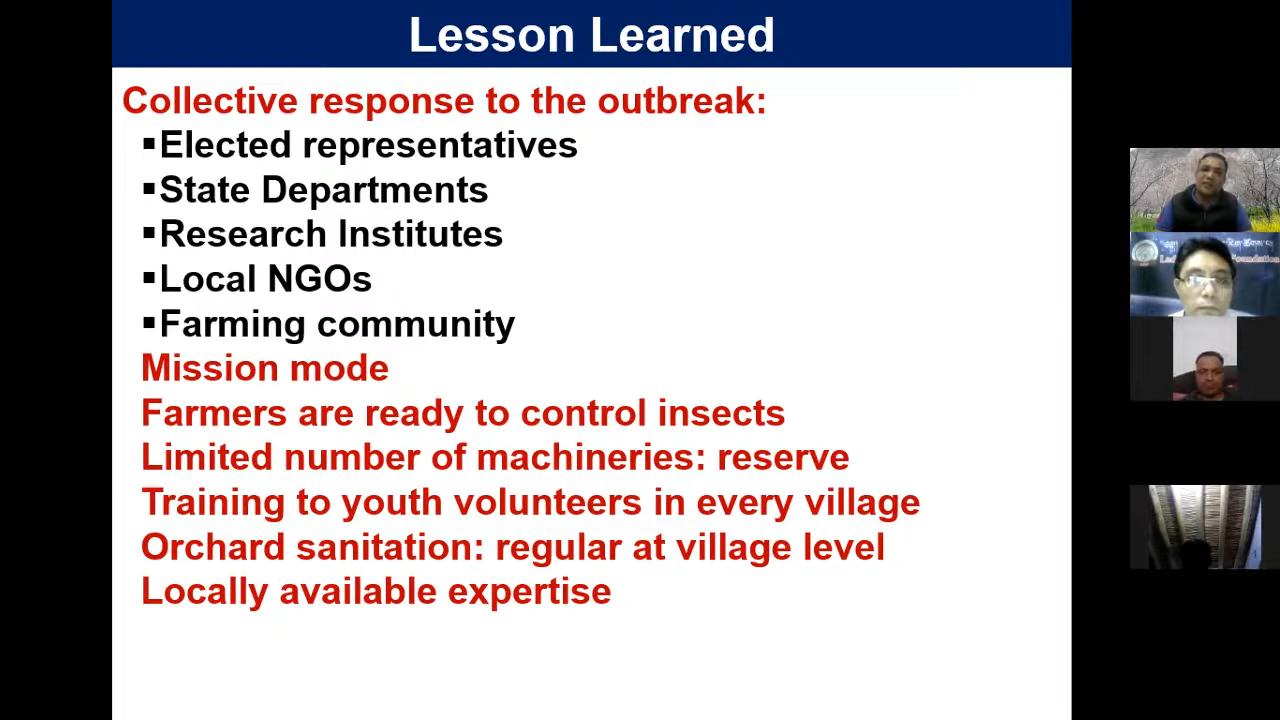 Lesson Learned
Collective response to the outbreak:
▪Elected representatives
▪State Departments
▪Research Institutes
▪Local NGOs
▪Farming community
Mission mode
Farmers are ready to control insects
Limited number of machineries: reserve
Training to youth volunteers in every village
Orchard sanitation: regular at village level
Locally available expertise